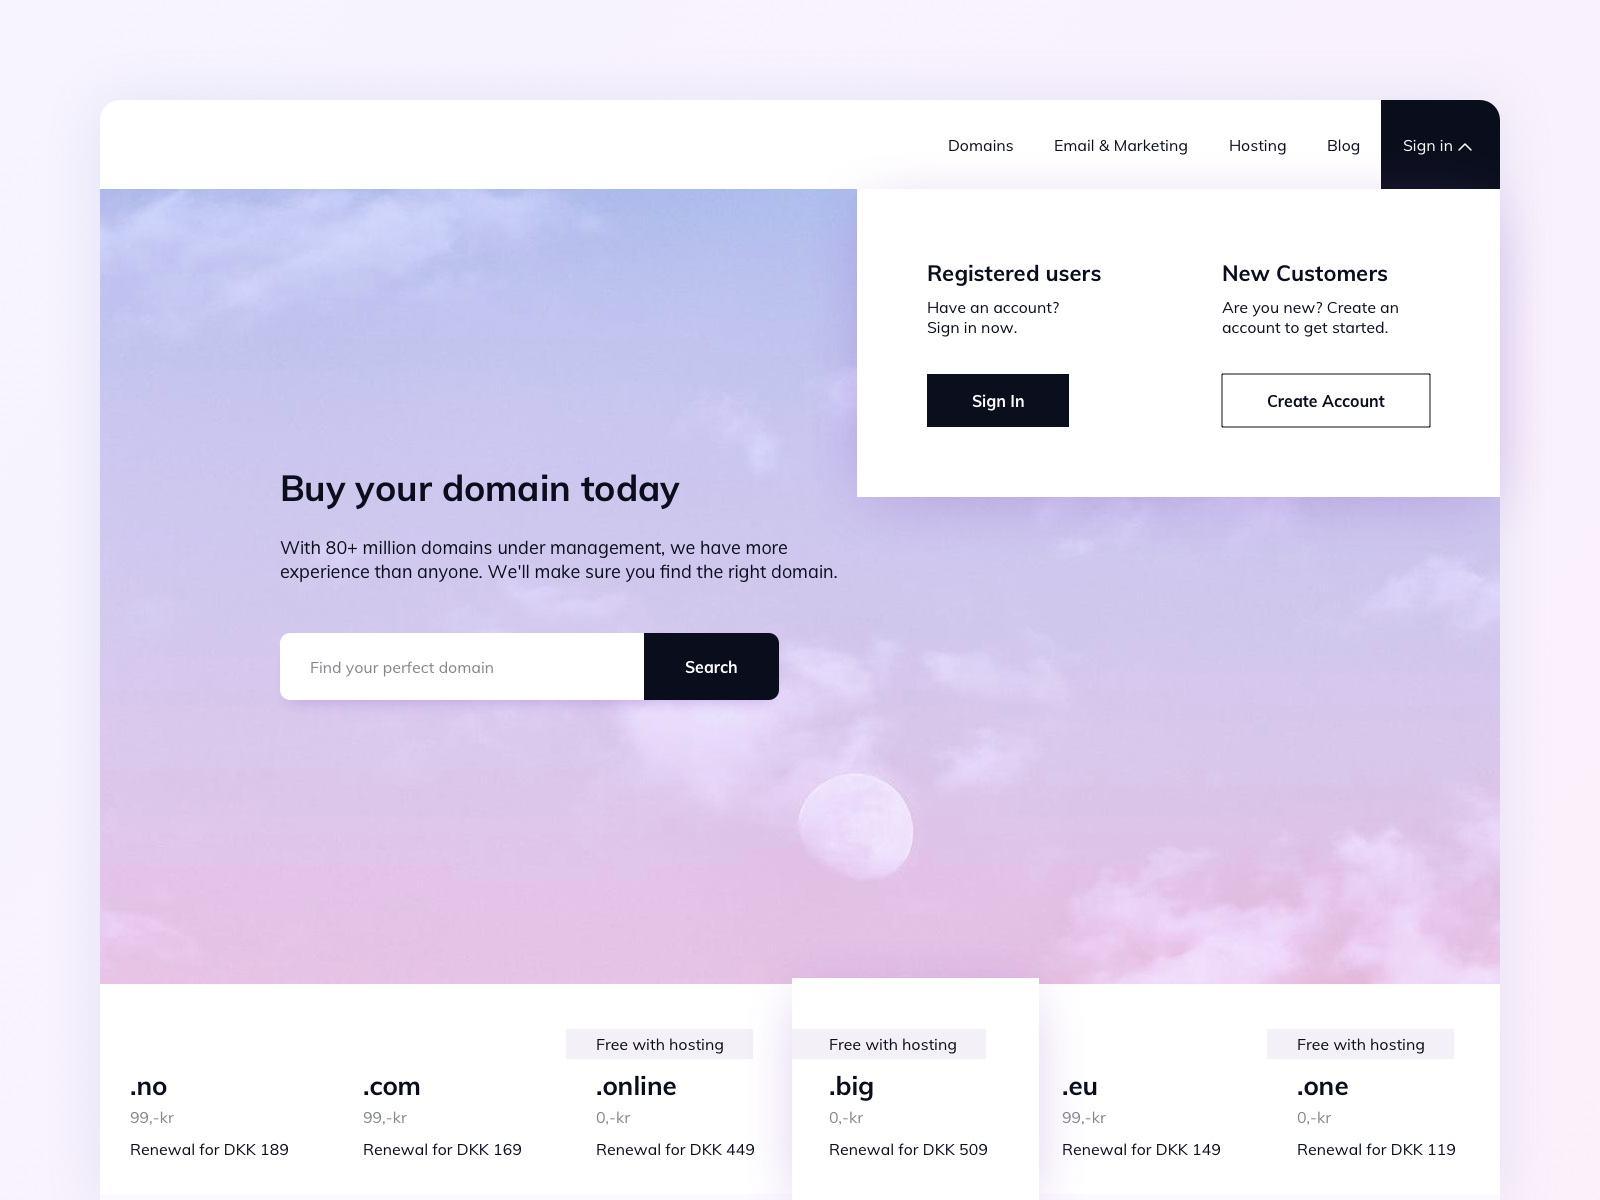 Domains
Email & Marketing
Hosting
Blog
Sign in
Registered users
Have an account?
Sign in now.
Sign In
New Customers
Are you new? Create an
account to get started.
Create Account
Buy your domain today
With 80+ million domains under management, we have more
experience than anyone. We'll make sure you find the right domain.
Find your perfect domain
Search
.no
99,-kr
Renewal for DKK 189
.com
99,-kr
Renewal for DKK 169
Free with hosting
.online
0,-kr
Renewal for DKK 449
Free with hosting
.big
0,-kr
Renewal for DKK 509
.eu
99,-kr
Renewal for DKK 149
Free with hosting
.one
0,-kr
Renewal for DKK 119